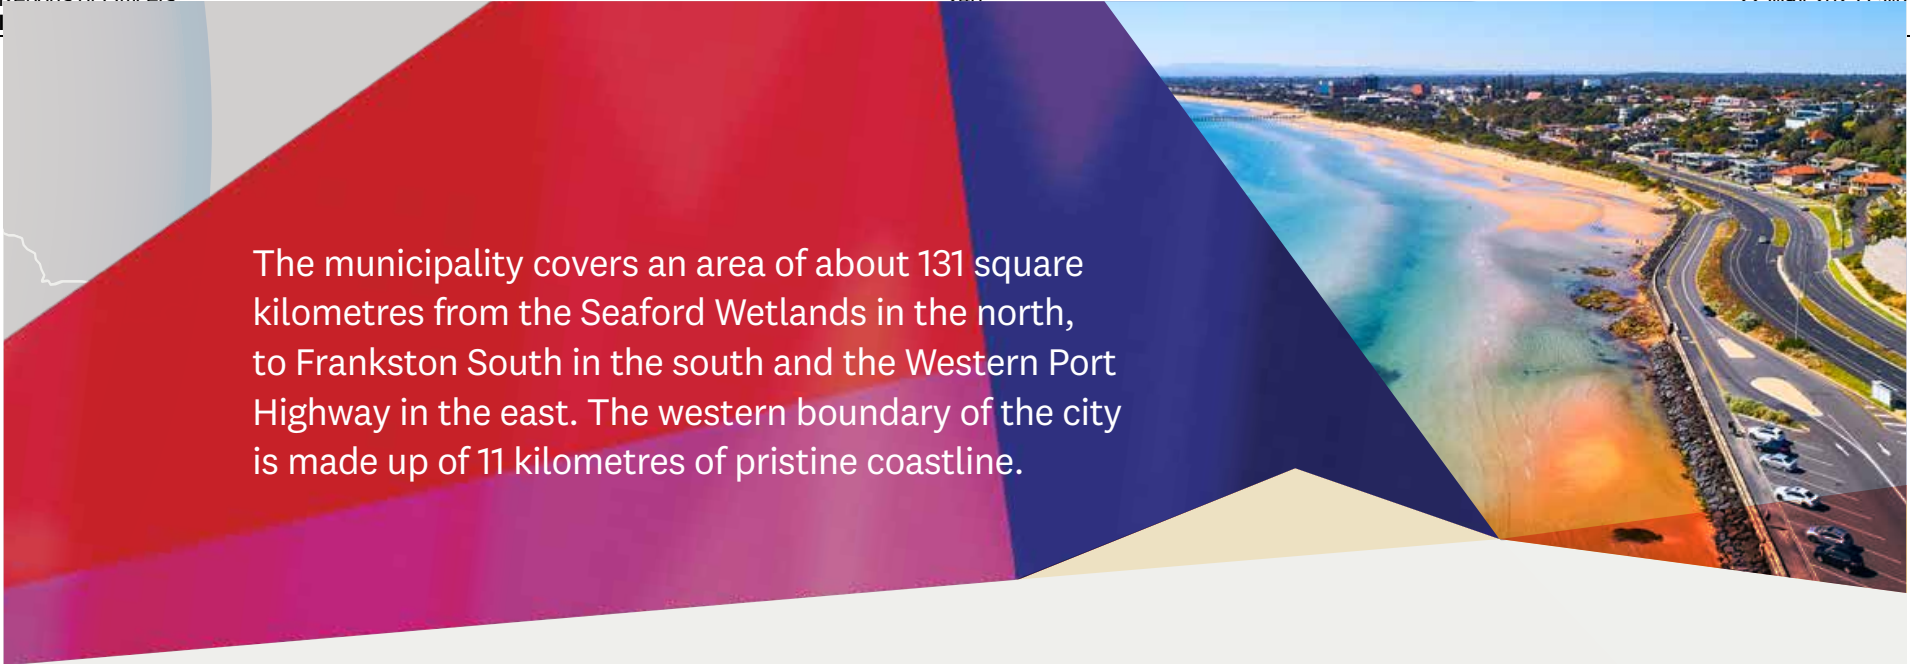 The municipality covers an area of about 131 square
kilometres from the Seaford Wetlands in the north,
to Frankston South in the south and the Western Port
Highway in the east. The western boundary of the city
is made up of 11 kilometres of pristine coastline.